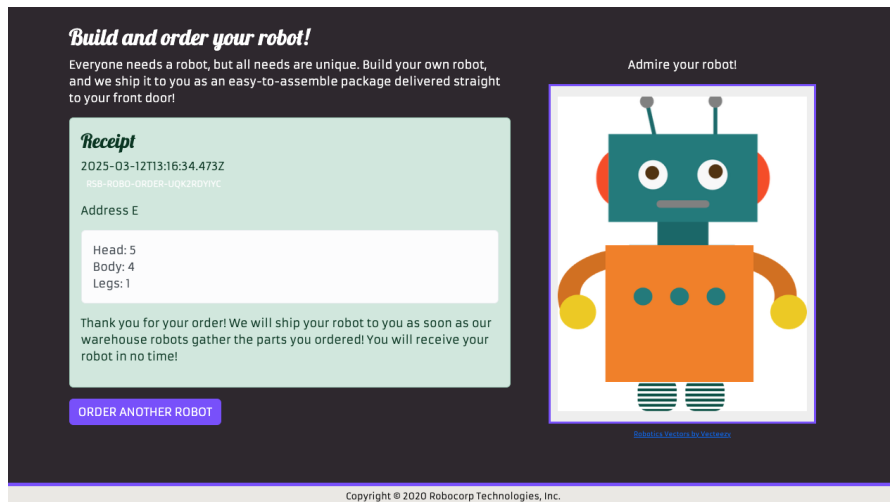 Build and order your robot!
Everyone needs a robot, but all needs are unique. Build your own robot,
and we ship it to you as an easy-to-assemble package delivered straight
to your front door!
Receipt
2025-03-12T13:16:34.473Z
RSB-ROBO-ORDER-UQK2RDYIYC
Address E
Head: 5
Body: 4
Legs: 1
Thank you for your order! We will ship your robot to you as soon as our
warehouse robots gather the parts you ordered! You will receive your
robot in no time!
ORDER ANOTHER ROBOT
Admire your robot!
Robotics Vectors by Vecteezy
Copyright © 2020 Robocorp Technologies, Inc.